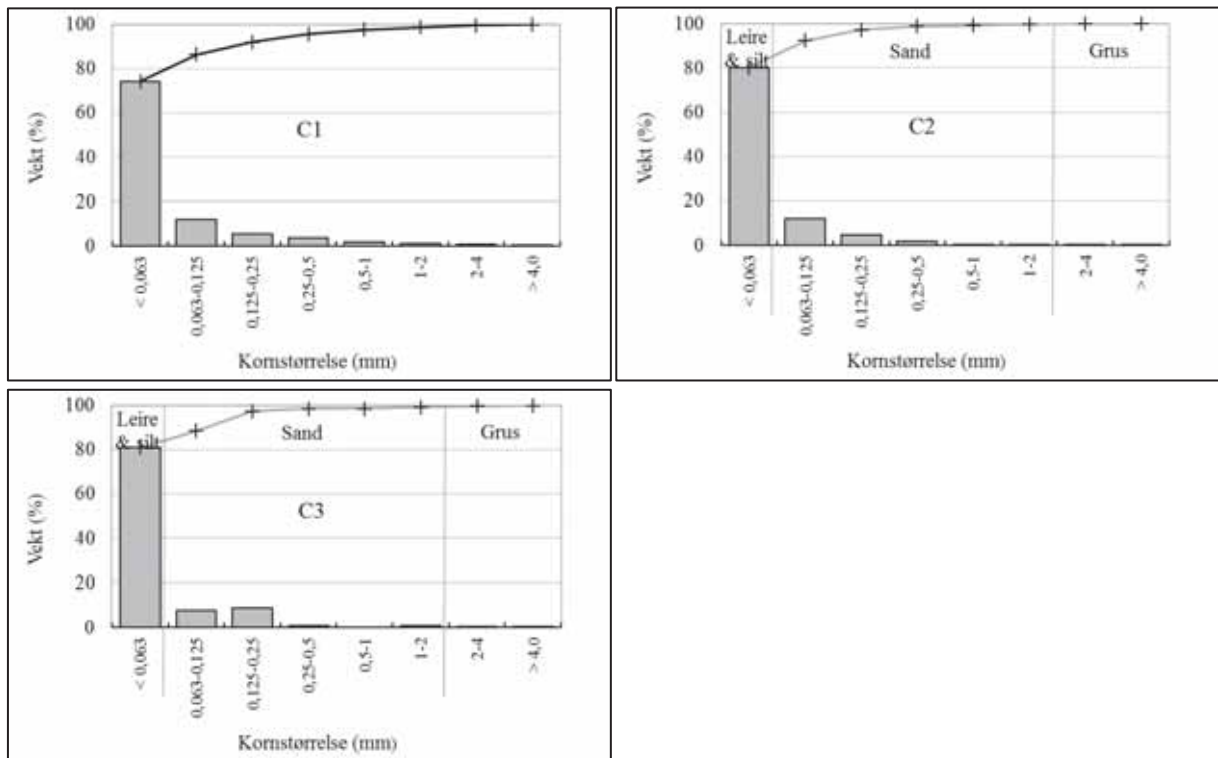 100
80
60
40
20
0
Vekt (%)
C1
< 0,063
0,063-0,125
0,125-0,25
0,25-0,5
0,5-1
1-2
2-4
> 4,0
Kornstørrelse (mm)
100
80
60
40
20
0
Vekt (%)
Leire
& silt
Sand
Grus
C2
< 0,063
0,063-0,125
0,125-0,25
0,25-0,5
0,5-1
1-2
2-4
> 4,0
Kornstørrelse (mm)
100
80
60
40
20
0
Vekt (%)
Leire
& silt
Sand
Grus
C3
< 0,063
0,063-0,125
0,125-0,25
0,25-0,5
0,5-1
1-2
2-4
> 4,0
Kornstørrelse (mm)